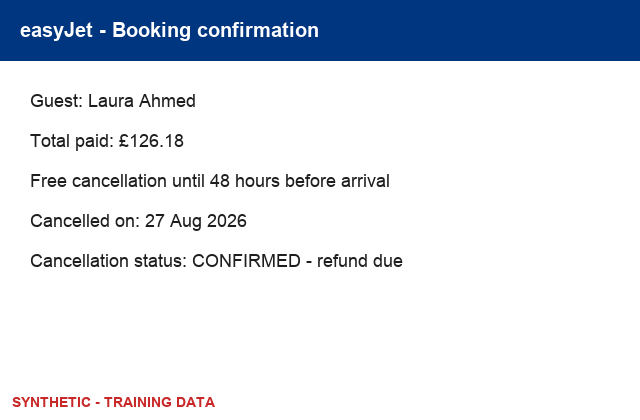 easyJet - Booking confirmation
Guest: Laura Ahmed
Total paid: £126.18
Free cancellation until 48 hours before arrival
Cancelled on: 27 Aug 2026
Cancellation status: CONFIRMED - refund due
SYNTHETIC - TRAINING DATA